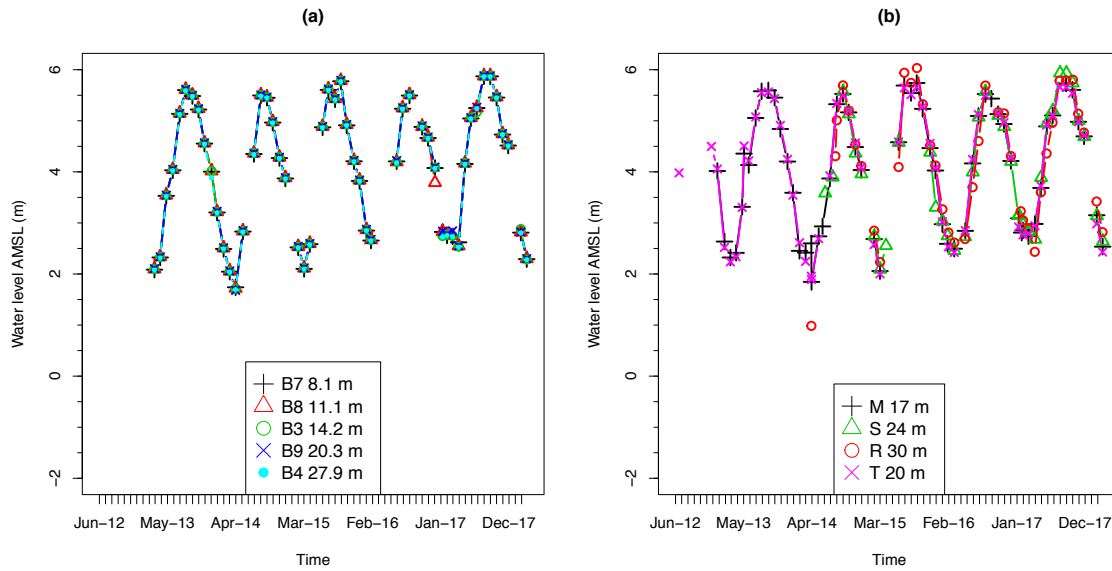 (a)
Water level AMSL (m)
6
4
2
0
−2
B7 8.1 m
B8 11.1 m
B3 14.2 m
B9 20.3 m
B4 27.9 m
Jun−12 May−13 Apr−14 Mar−15 Feb−16 Jan−17 Dec−17
Time
(b)
Water level AMSL (m)
6
4
2
0
−2
M 17 m
S 24 m
R 30 m
T 20 m
Jun−12 May−13 Apr−14 Mar−15 Feb−16 Jan−17 Dec−17
Time